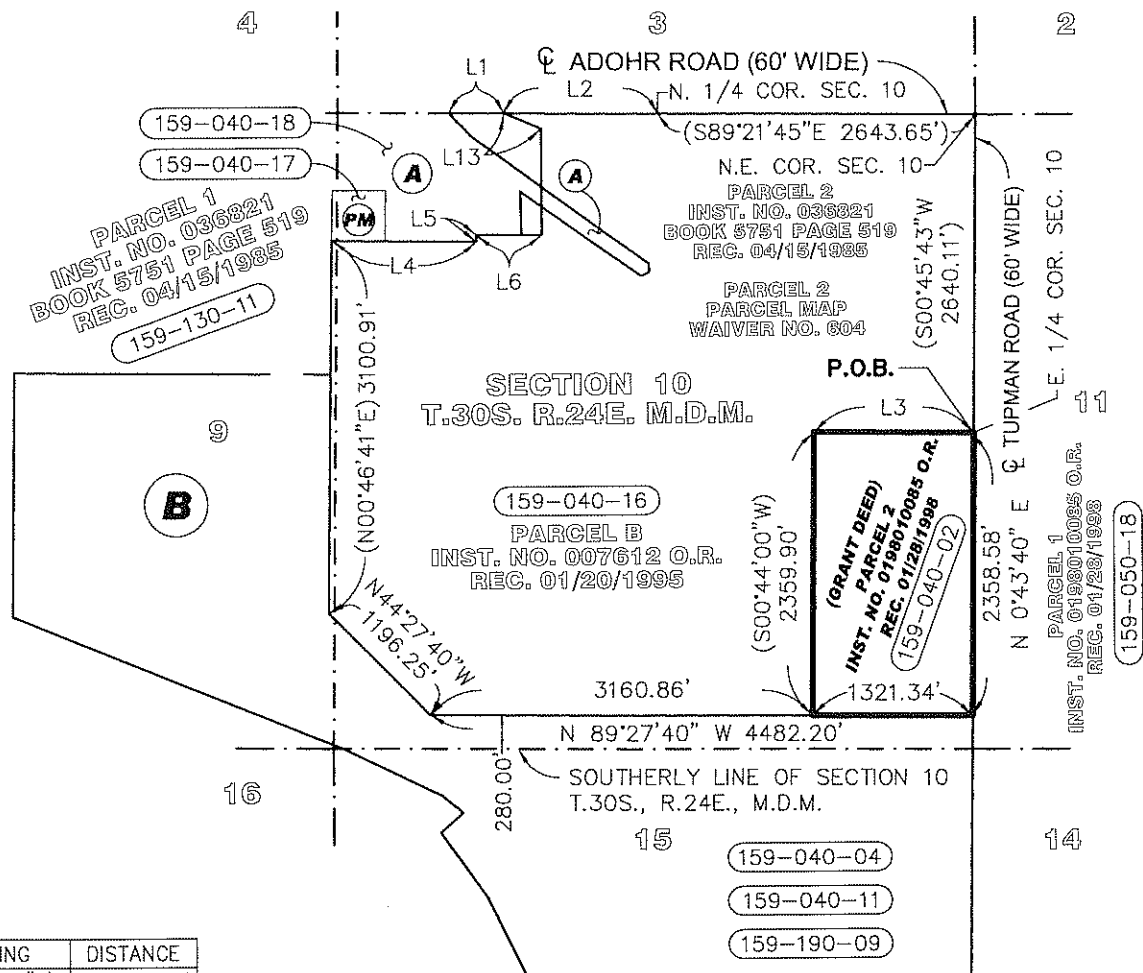 4
3
2
L1
℄ ADOHR ROAD (60' WIDE)
L2
N. 1/4 COR. SEC. 10
159-040-18
(S89°21'45"E 2643.65')
L13
159-040-17
A
A
N.E. COR. SEC. 10
PARCEL 1
INST. NO. 036821
BOOK 5751 PAGE 519
REC. 04/15/1985
159-130-11
PM
L5
L4
L6
PARCEL 2
INST. NO. 036821
BOOK 5751 PAGE 519
REC. 04/15/1985
PARCEL 2
PARCEL MAP
WAIVER NO. 604
(S00°45'43"W
2640.11')
℄ TUPMAN ROAD (60' WIDE)
E. 1/4 COR. SEC. 10
(N00°46'41"E) 3100.91'
P.O.B.
SECTION 10
T.30S. R.24E. M.D.M.
L3
11
9
B
159-040-16
PARCEL B
INST. NO. 007612 O.R.
REC. 01/20/1995
(S00°44'00"W)
2359.90'
(GRANT DEED)
PARCEL 2
INST. NO. 0198010085 O.R.
REC. 01/28/1998
159-040-02
2358.58'
N 0°43'40" E
PARCEL 1
INST. NO. 0198010085 O.R.
REC. 01/28/1998
159-050-18
N44°27'40"W
1196.25'
3160.86'
1321.34'
N 89°27'40" W 4482.20'
280.00'
SOUTHERLY LINE OF SECTION 10
T.30S., R.24E., M.D.M.
16
15
14
159-040-04
159-040-11
159-190-09
ING
DISTANCE